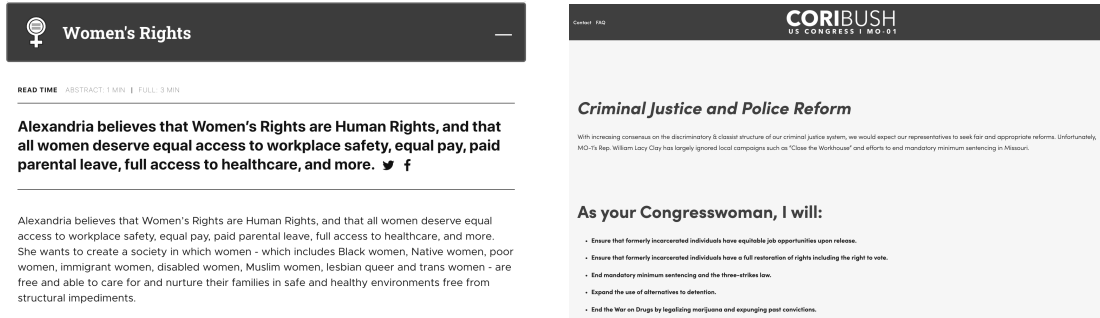 Women's Rights
READ TIME ABSTRACT: 1 MIN | FULL: 3 MIN
Alexandria believes that Women's Rights are Human Rights, and that
all women deserve equal access to workplace safety, equal pay, paid
parental leave, full access to healthcare, and more.
Alexandria believes that Women's Rights are Human Rights, and that all women deserve equal
access to workplace safety, equal pay, paid parental leave, full access to healthcare, and more.
She wants to create a society in which women - which includes Black women, Native women, poor
women, immigrant women, disabled women, Muslim women, lesbian queer and trans women - are
free and able to care for and nurture their families in safe and healthy environments free from
structural impediments.
Contact FAQ
CORIBUSH
US CONGRESS | MO-01
Criminal Justice and Police Reform
With increasing consensus on the discriminatory & classist structure of our criminal justice system, we would expect our representatives to seek fair and appropriate reforms. Unfortunately,
MO-1's Rep. William Lacy Clay has largely ignored local campaigns such as "Close the Workhouse" and efforts to end mandatory minimum sentencing in Missouri.
As your Congresswoman, I will:
• Ensure that formerly incarcerated individuals have equitable job opportunities upon release.
• Ensure that formerly incarcerated individuals have a full restoration of rights including the right to vote.
• End mandatory minimum sentencing and the three-strikes law.
• Expand the use of alternatives to detention.
• End the War on Drugs by legalizing marijuana and expunging past convictions.